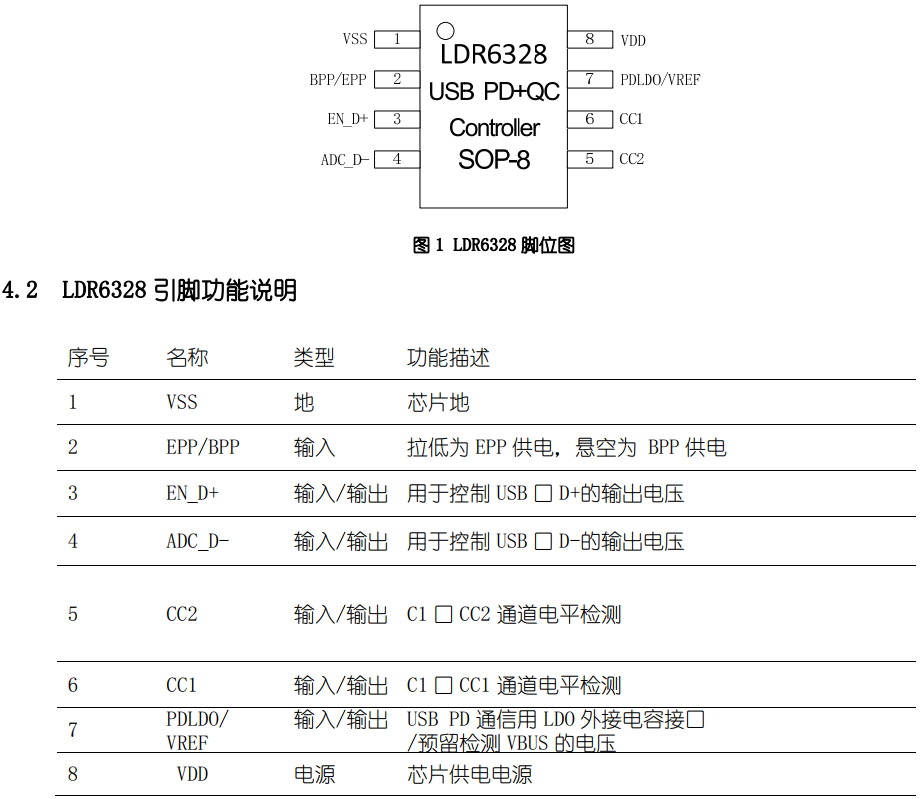 VSS 1 8 VDD
LDR6328
BPP/EPP 2 7 PDLDO/VREF
USB PD+QC
EN_D+ 3 6 CC1
Controller
ADC_D- 4 5 CC2
SOP-8
图 1 LDR6328 脚位图
4.2 LDR6328 引脚功能说明
序号 名称 类型 功能描述
1 VSS 地 芯片地
2 EPP/BPP 输入 拉低为 EPP 供电，悬空为 BPP 供电
3 EN_D+ 输入/输出 用于控制 USB 口 D+的输出电压
4 ADC_D- 输入/输出 用于控制 USB 口 D-的输出电压
5 CC2 输入/输出 C1 口 CC2 通道电平检测
6 CC1 输入/输出 C1 口 CC1 通道电平检测
7 PDLDO/ 输入/输出 USB PD 通信用 LDO 外接电容接口
VREF /预留检测 VBUS 的电压
8 VDD 电源 芯片供电电源